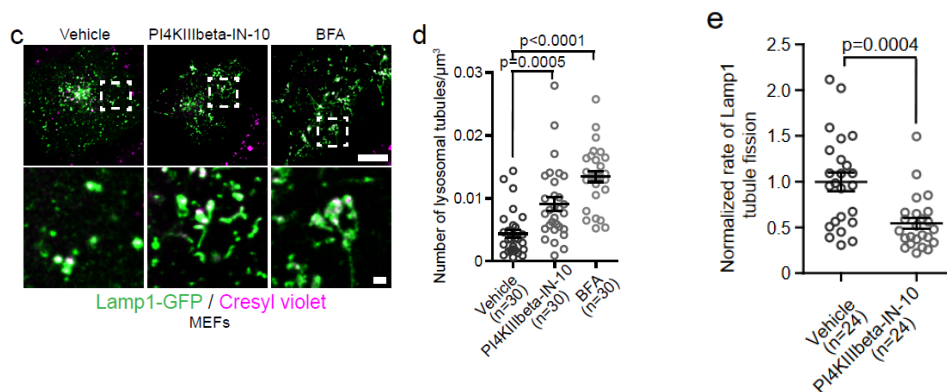 c
Vehicle
PI4KIIIbeta-IN-10
BFA
Lamp1-GFP / Cresyl violet
MEFs
d
p<0.0001
p=0.0005
Number of lysosomal tubules/µm³
0.03
0.02
0.01
0
Vehicle
(n=30)
PI4KIIIbeta-IN-10
(n=30)
BFA
(n=30)
e
p=0.0004
Normalized rate of Lamp1
tubule fission
2.5
2.0
1.5
1.0
0.5
0
Vehicle
(n=24)
PI4KIIIbeta-IN-10
(n=24)